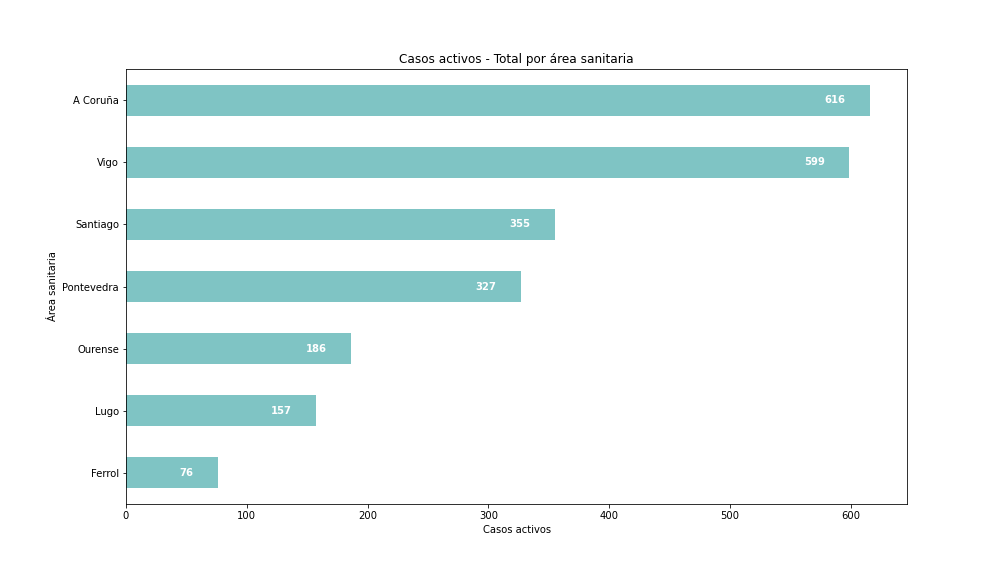 Casos activos - Total por área sanitaria
A Coruña
616
Vigo
599
Santiago
355
Pontevedra
327
Ourense
186
Lugo
157
Ferrol
76
Área sanitaria
0 100 200 300 400 500 600
Casos activos